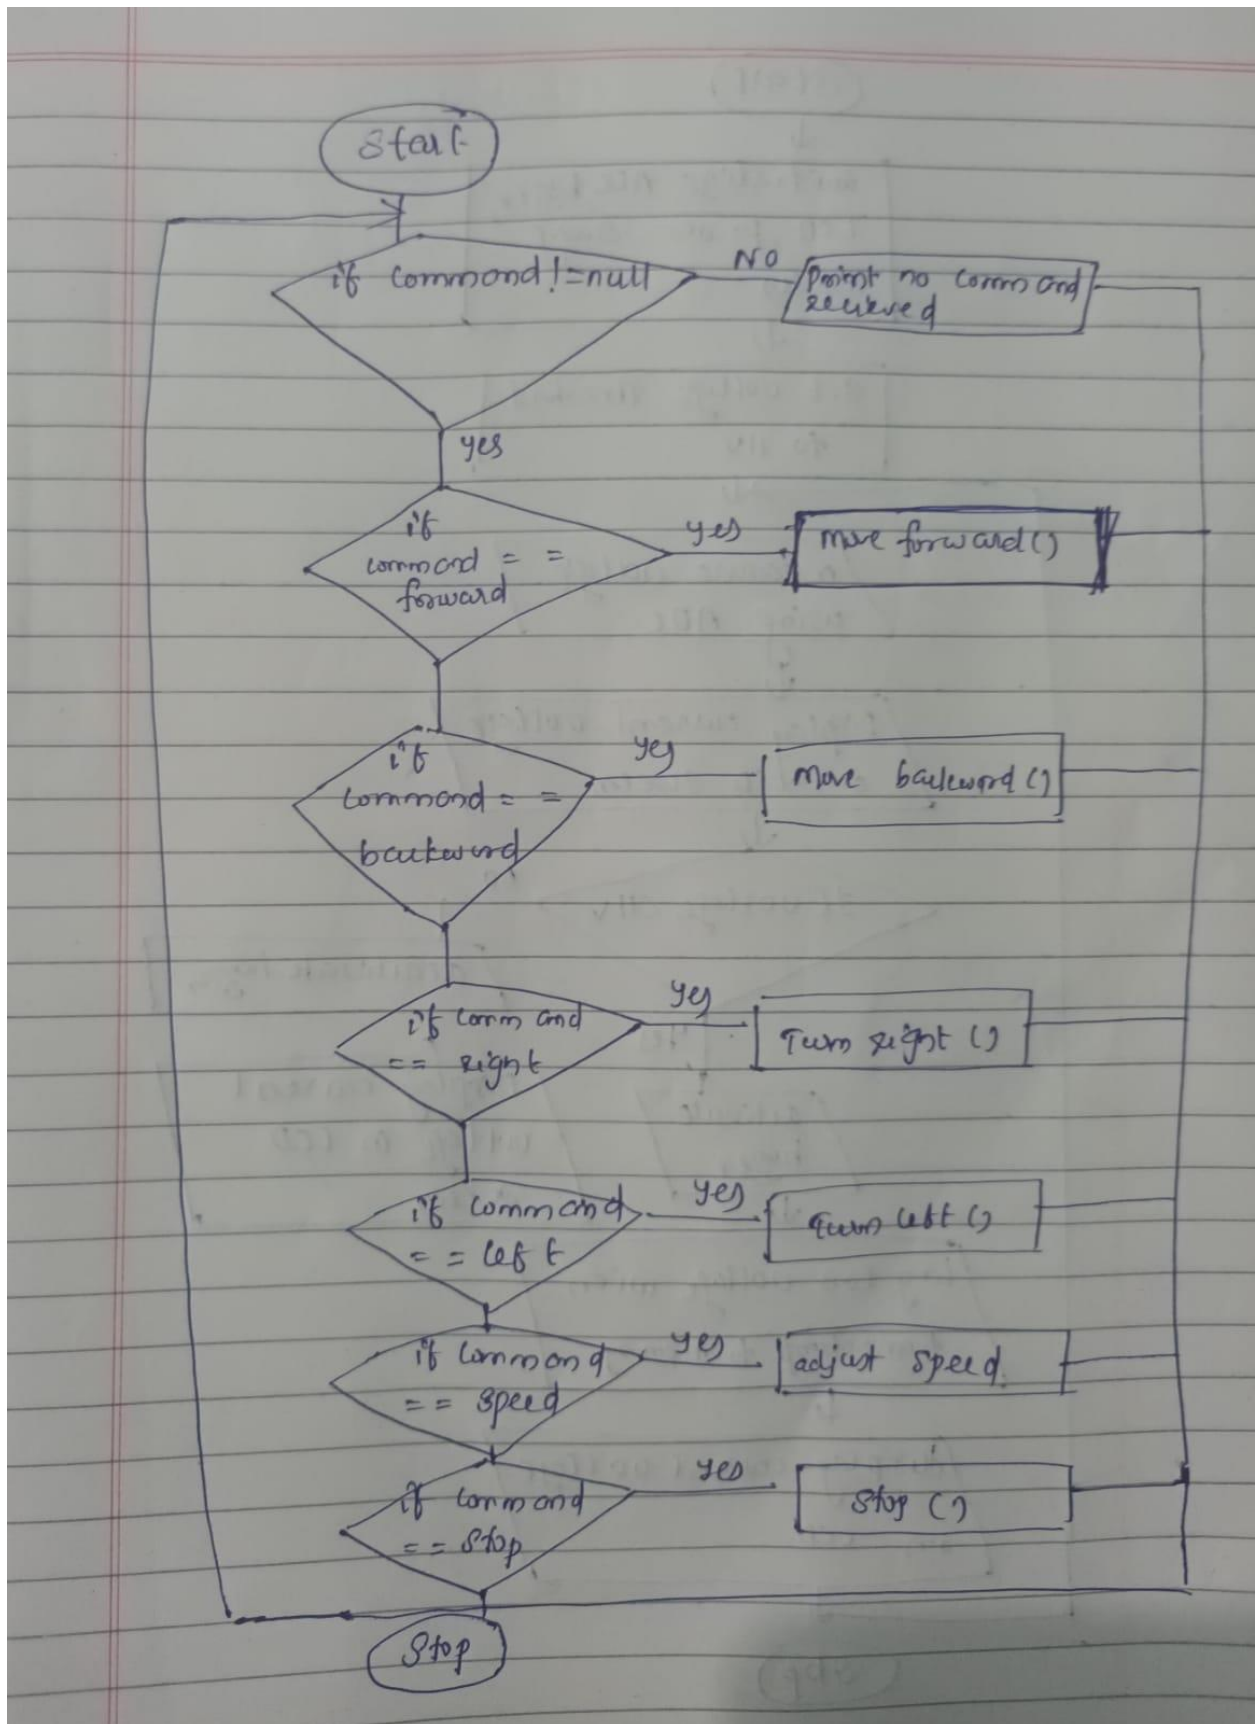 Start
if command!=null
NO
Print no command
recieved
yes
if
command = =
forward
yes
move forward()
if
command = =
backward
yes
move backward()
if command
== right
yes
Turn right ()
if command
= = left
yes
Turn left ()
if command
== speed
yes
adjust speed
if command
== stop
yes
Stop ()
Stop